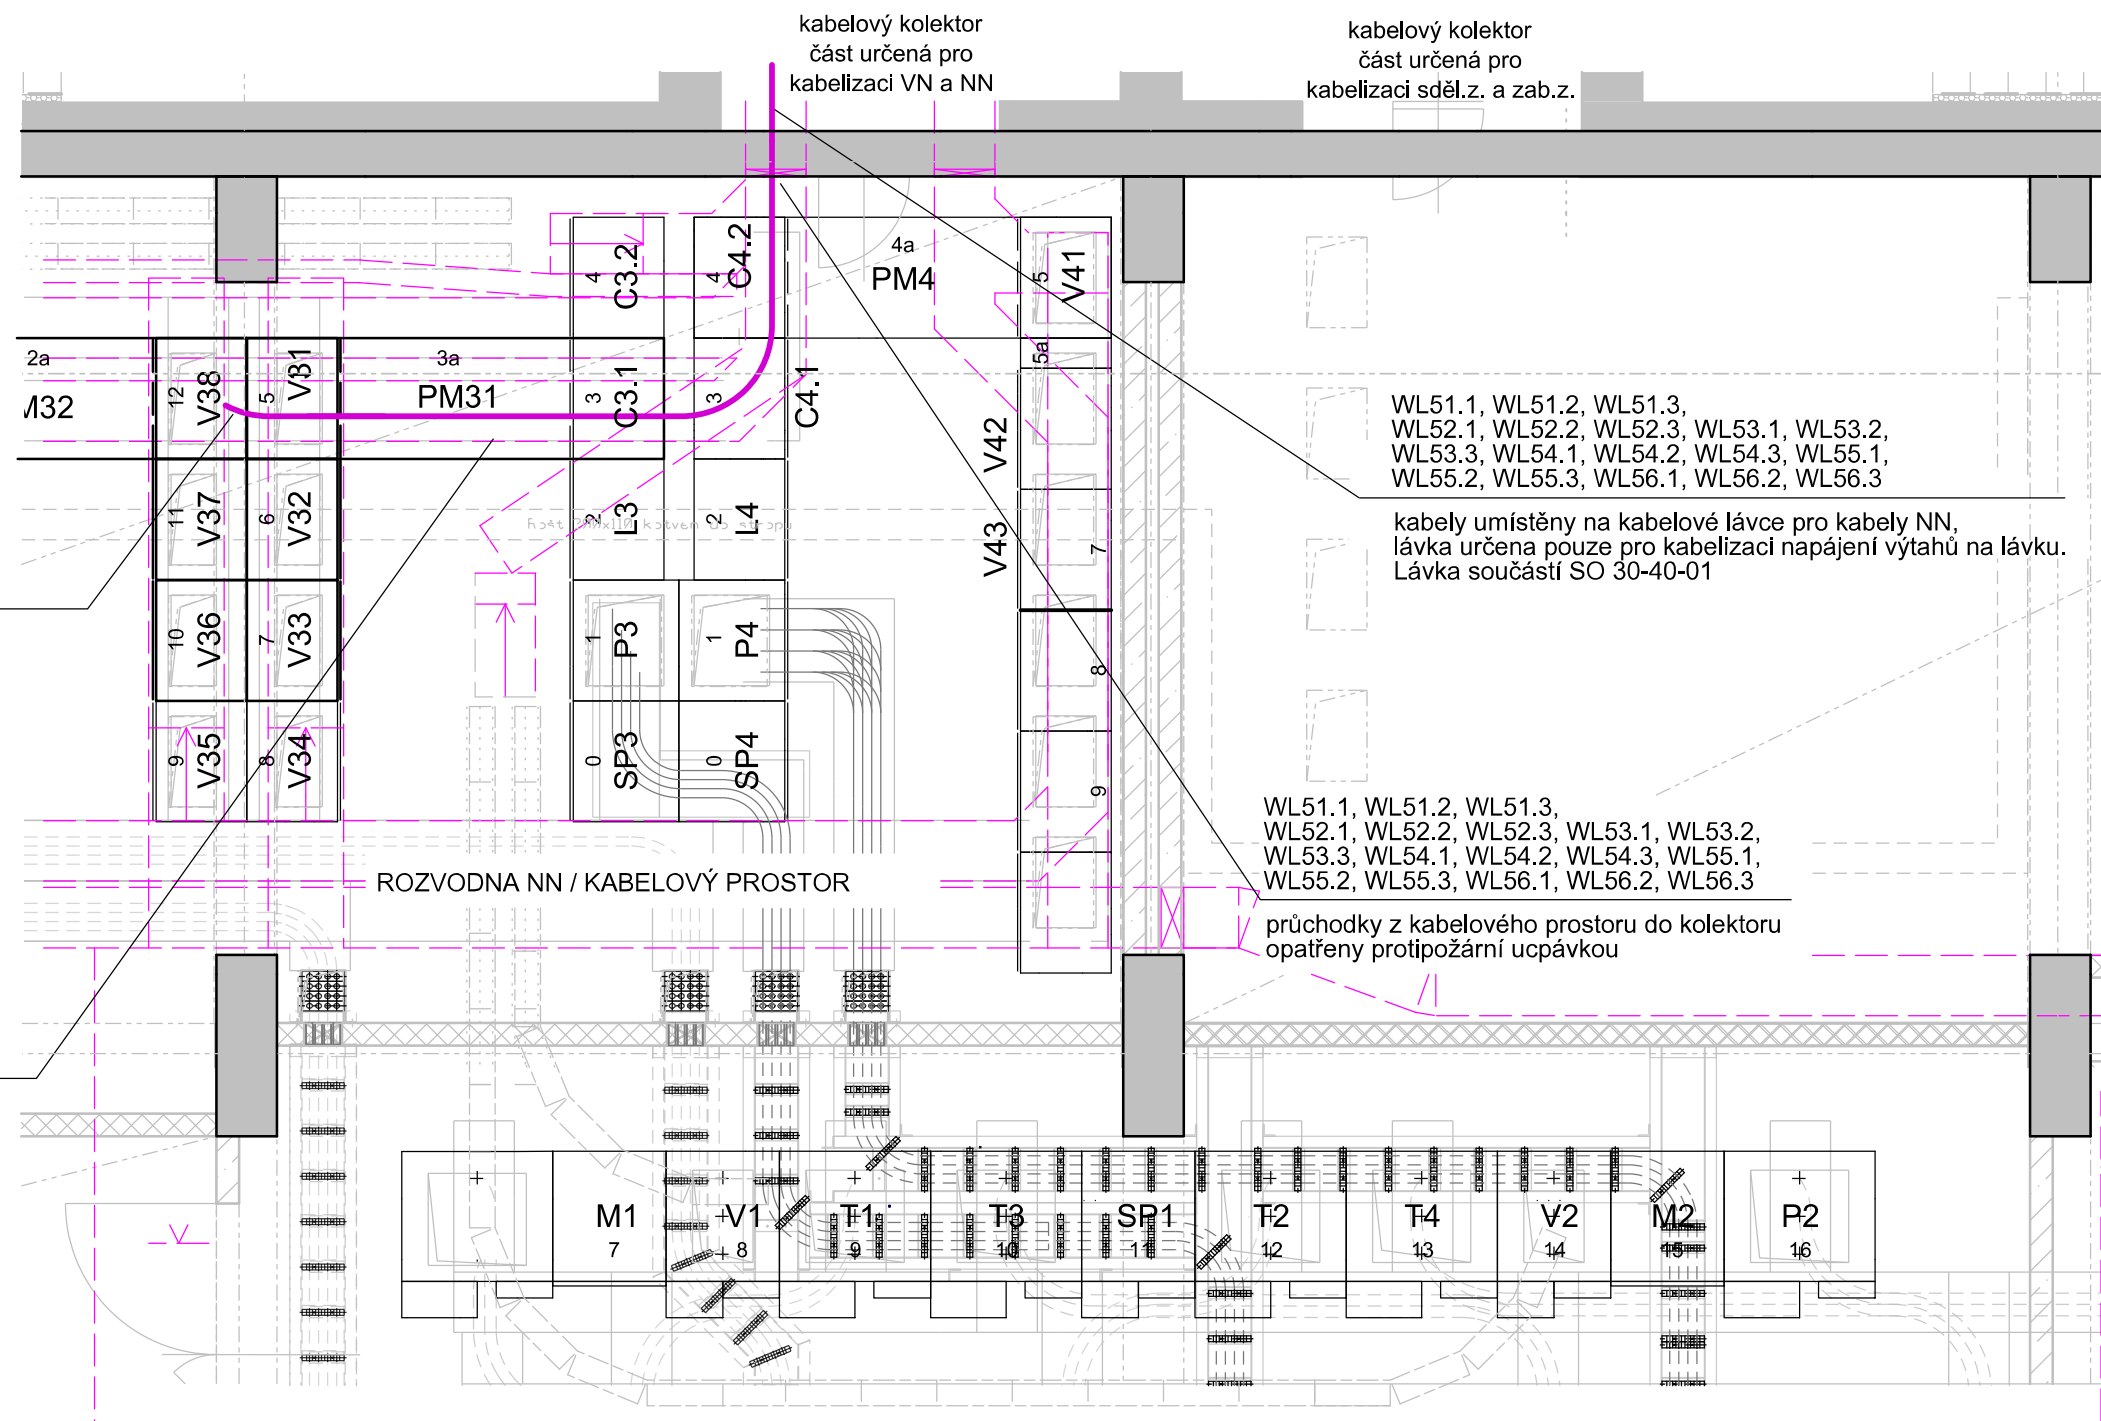 kabelový kolektor
část určená pro
kabelizaci VN a NN
kabelový kolektor
část určená pro
kabelizaci sděl.z. a zab.z.
4 C3.2
4 C4.2
4a
PM4
5 V41
2a
M32
12 V38
5 V31
3a
PM31
3 C3.1
3 C4.1
5a
V42
WL51.1, WL51.2, WL51.3,
WL52.1, WL52.2, WL52.3, WL53.1, WL53.2,
WL53.3, WL54.1, WL54.2, WL54.3, WL55.1,
WL55.2, WL55.3, WL56.1, WL56.2, WL56.3
kabely umístěny na kabelové lávce pro kabely NN,
lávka určena pouze pro kabelizaci napájení výtahů na lávku.
Lávka součástí SO 30-40-01
11 V37
6 V32
2 L3
2 L4
V43 7
10 V36
7 V33
1 P3
1 P4
8
9 V35
8 V34
0 SP3
0 SP4
9
WL51.1, WL51.2, WL51.3,
WL52.1, WL52.2, WL52.3, WL53.1, WL53.2,
WL53.3, WL54.1, WL54.2, WL54.3, WL55.1,
WL55.2, WL55.3, WL56.1, WL56.2, WL56.3
průchodky z kabelového prostoru do kolektoru
opatřeny protipožární ucpávkou
ROZVODNA NN / KABELOVÝ PROSTOR
M1
7
V1
8
T1
9
T3
10
SP1
11
T2
12
T4
13
V2
14
M2
15
P2
16